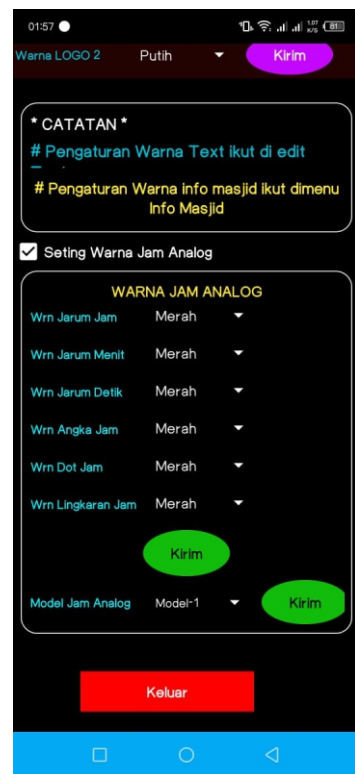 01:57
1.07 K/S 81
Warna LOGO 2 Putih Kirim
* CATATAN *
# Pengaturan Warna Text ikut di edit
# Pengaturan Warna info masjid ikut dimenu
Info Masjid
Seting Warna Jam Analog
WARNA JAM ANALOG
Wrn Jarum Jam Merah
Wrn Jarum Menit Merah
Wrn Jarum Detik Merah
Wrn Angka Jam Merah
Wrn Dot Jam Merah
Wrn Lingkaran Jam Merah
Kirim
Model Jam Analog Model-1 Kirim
Keluar